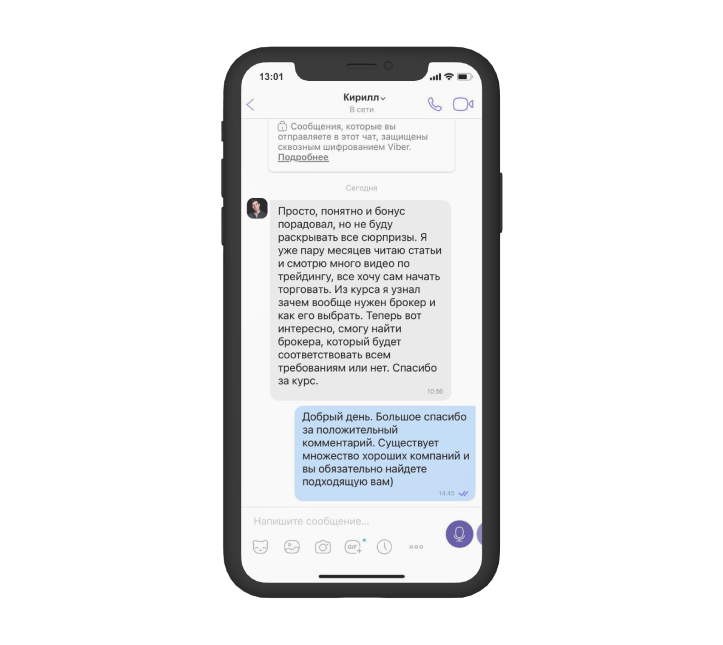 13:01
Кирилл
В сети
Сообщения, которые вы
отправляете в этот чат, защищены
сквозным шифрованием Viber.
Подробнее
Сегодня
Просто, понятно и бонус
порадовал, но не буду
раскрывать все сюрпризы. Я
уже пару месяцев читаю статьи
и смотрю много видео по
трейдингу, все хочу сам начать
торговать. Из курса я узнал
зачем вообще нужен брокер и
как его выбрать. Теперь вот
интересно, смогу найти
брокера, который будет
соответствовать всем
требованиям или нет. Спасибо
за курс.
10:56
Добрый день. Большое спасибо
за положительный
комментарий. Существует
множество хороших компаний и
вы обязательно найдете
подходящую вам)
14:40
Напишите сообщение...
GIF